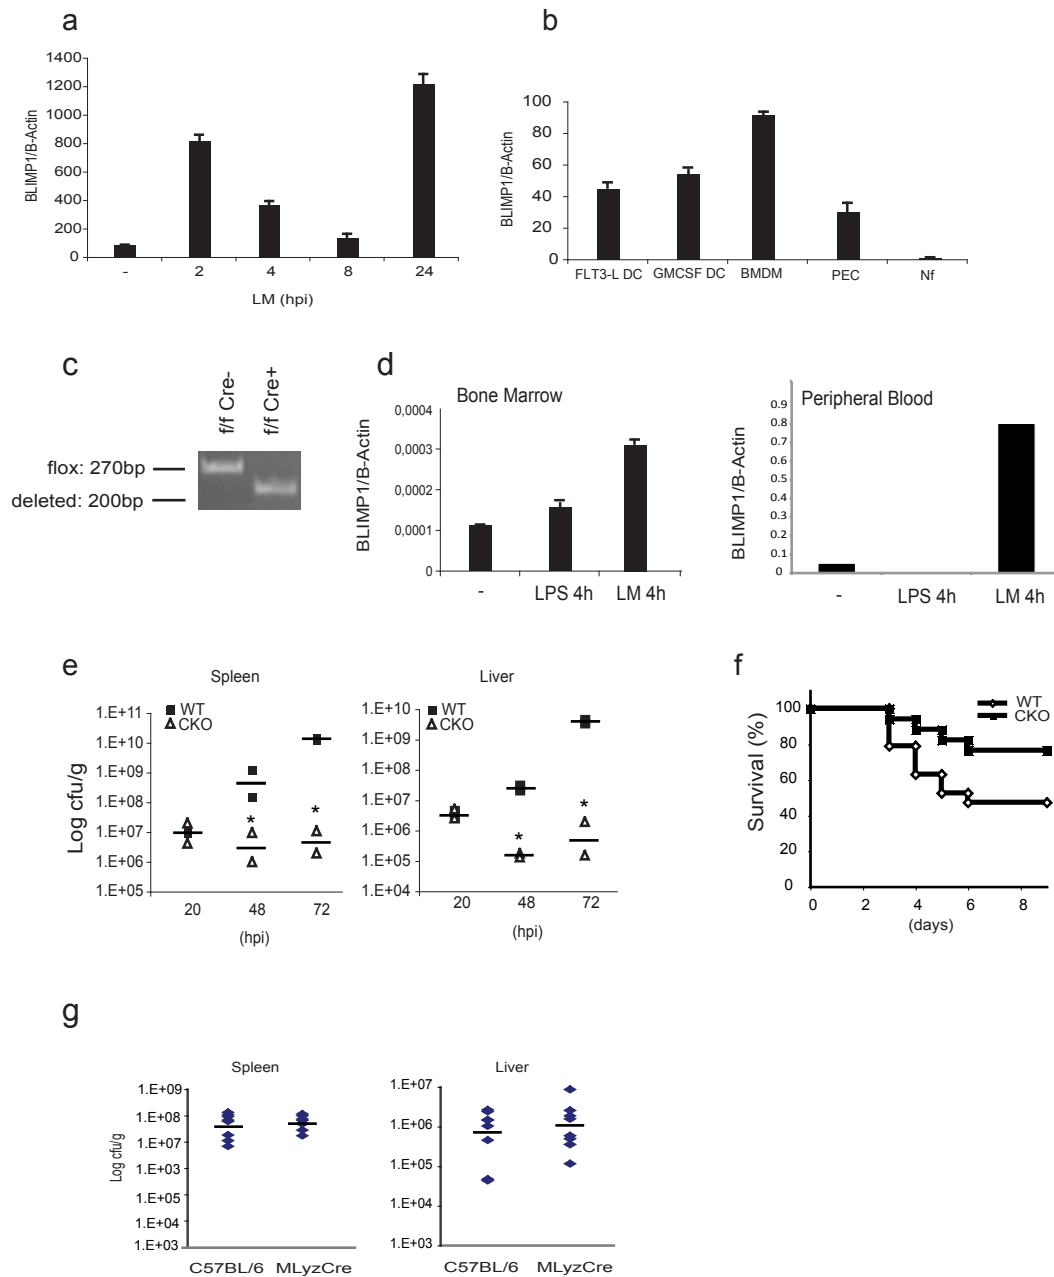 a
BLIMP1/B-Actin
1400
1200
1000
800
600
400
200
0
- 2 4 8 24
LM (hpi)
b
BLIMP1/B-Actin
100
80
60
40
20
0
FLT3-L DC GMCSF DC BMDM PEC Nf
c
f/f Cre-
f/f Cre+
flox: 270bp
deleted: 200bp
d
Bone Marrow
BLIMP1/B-Actin
0,0004
0,0003
0,0002
0,0001
0
- LPS 4h LM 4h
Peripheral Blood
BLIMP1/B-Actin
0.9
0.8
0.7
0.6
0.5
0.4
0.3
0.2
0.1
0
- LPS 4h LM 4h
e
Spleen
WT
CKO
Log cfu/g
1.E+11
1.E+10
1.E+09
1.E+08
1.E+07
1.E+06
1.E+05
* *
20 48 72
(hpi)
Liver
WT
CKO
1.E+10
1.E+09
1.E+08
1.E+07
1.E+06
1.E+05
1.E+04
* *
20 48 72
(hpi)
f
WT
CKO
Survival (%)
100
80
60
40
20
0
0 2 4 6 8
(days)
g
Spleen
Log cfu/g
1.E+09
1.E+08
1.E+07
1.E+03
1.E+05
1.E+04
1.E+03
C57BL/6 MLyzCre
Liver
1.E+07
1.E+06
1.E+05
1.E+04
1.E+03
C57BL/6 MLyzCre